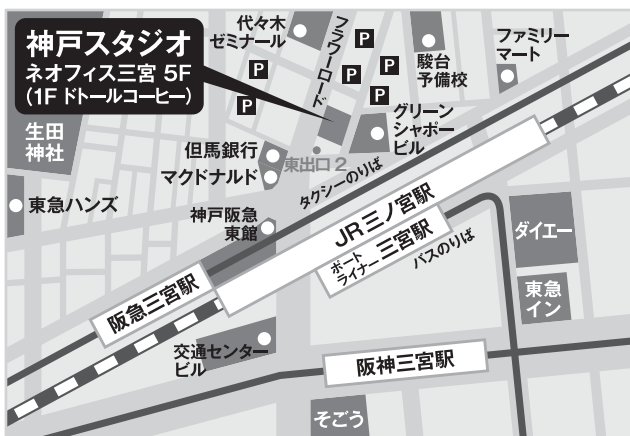 神戸スタジオ
ネオフィス三宮 5F
(1F ドトールコーヒー)
代々木
ゼミナール
フラワーロード
P
P
P
P
P
P
駿台
予備校
ファミリー
マート
グリーン
シャポー
ビル
生田
神社
但馬銀行
マクドナルド
東出口2
タクシーのりば
東急ハンズ
神戸阪急
東館
JR三ノ宮駅
ポート
ライナー 三宮駅
バスのりば
ダイエー
東急
イン
阪急三宮駅
交通センター
ビル
阪神三宮駅
そごう